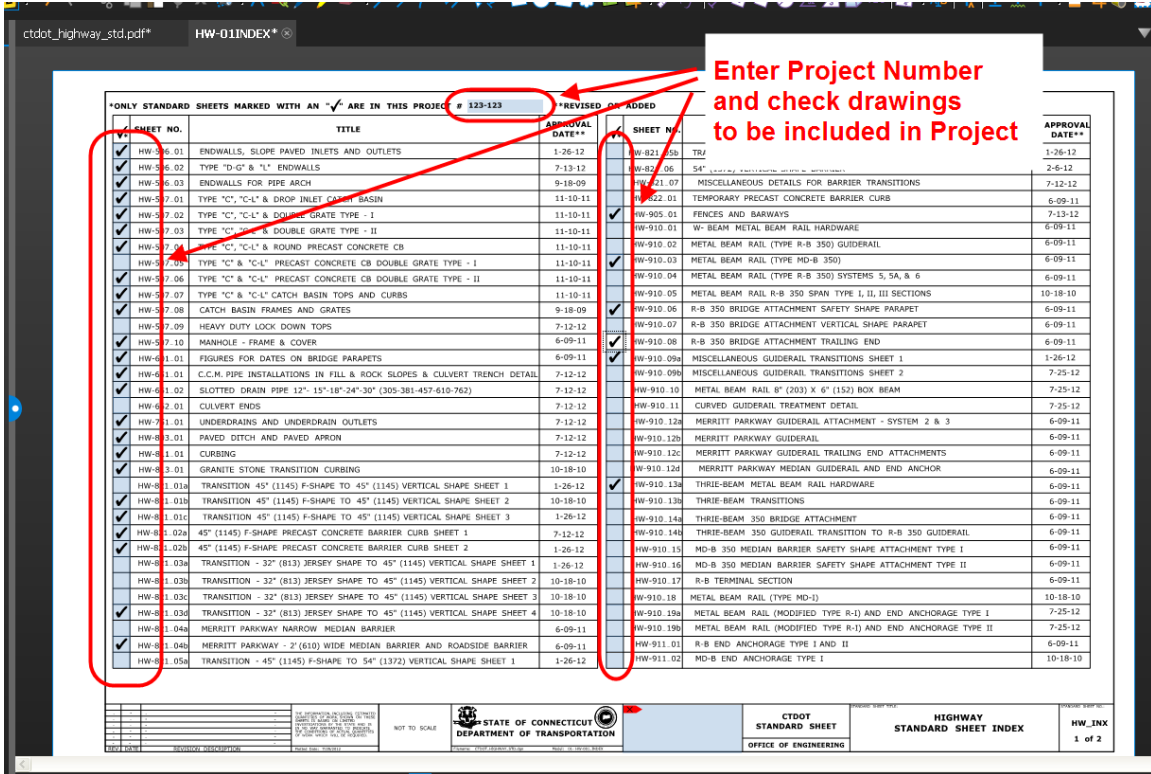 ctdot_highway_std.pdf*
HW-01INDEX*
Enter Project Number
and check drawings
to be included in Project
*ONLY STANDARD SHEETS MARKED WITH AN "✓" ARE IN THIS PROJECT # 123-123 **REVISED OR ADDED
SHEET NO. TITLE APPROVAL DATE**
ENDWALLS, SLOPE PAVED INLETS AND OUTLETS 1-26-12
TYPE "D-G" & "L" ENDWALLS 7-13-12
ENDWALLS FOR PIPE ARCH 9-18-09
TYPE "C", "C-L" & DROP INLET CATCH BASIN 11-10-11
TYPE "C", "C-L" & DOUBLE GRATE TYPE - I 11-10-11
TYPE "C", "C-L" & DOUBLE GRATE TYPE - II 11-10-11
TYPE "C", "C-L" & ROUND PRECAST CONCRETE CB 11-10-11
TYPE "C" & "C-L" PRECAST CONCRETE CB DOUBLE GRATE TYPE - I 11-10-11
TYPE "C" & "C-L" PRECAST CONCRETE CB DOUBLE GRATE TYPE - II 11-10-11
TYPE "C" & "C-L" CATCH BASIN TOPS AND CURBS 11-10-11
CATCH BASIN FRAMES AND GRATES 9-18-09
HEAVY DUTY LOCK DOWN TOPS 7-12-12
MANHOLE - FRAME & COVER 6-09-11
FIGURES FOR DATES ON BRIDGE PARAPETS 6-09-11
C.C.M. PIPE INSTALLATIONS IN FILL & ROCK SLOPES & CULVERT TRENCH DETAIL 7-12-12
SLOTTED DRAIN PIPE 12"- 15"-18"-24"-30" (305-381-457-610-762) 7-12-12
CULVERT ENDS 7-12-12
UNDERDRAINS AND UNDERDRAIN OUTLETS 7-12-12
PAVED DITCH AND PAVED APRON 7-12-12
CURBING 7-12-12
GRANITE STONE TRANSITION CURBING 10-18-10
TRANSITION 45" (1145) F-SHAPE TO 45" (1145) VERTICAL SHAPE SHEET 1 1-26-12
TRANSITION 45" (1145) F-SHAPE TO 45" (1145) VERTICAL SHAPE SHEET 2 10-18-10
TRANSITION 45" (1145) F-SHAPE TO 45" (1145) VERTICAL SHAPE SHEET 3 1-26-12
45" (1145) F-SHAPE PRECAST CONCRETE BARRIER CURB SHEET 1 7-12-12
45" (1145) F-SHAPE PRECAST CONCRETE BARRIER CURB SHEET 2 1-26-12
TRANSITION - 32" (813) JERSEY SHAPE TO 45" (1145) VERTICAL SHAPE SHEET 1 1-26-12
TRANSITION - 32" (813) JERSEY SHAPE TO 45" (1145) VERTICAL SHAPE SHEET 2 10-18-10
TRANSITION - 32" (813) JERSEY SHAPE TO 45" (1145) VERTICAL SHAPE SHEET 3 10-18-10
TRANSITION - 32" (813) JERSEY SHAPE TO 45" (1145) VERTICAL SHAPE SHEET 4 10-18-10
MERRITT PARKWAY NARROW MEDIAN BARRIER 6-09-11
MERRITT PARKWAY - 2'(610) WIDE MEDIAN BARRIER AND ROADSIDE BARRIER 6-09-11
TRANSITION - 45" (1145) F-SHAPE TO 54" (1372) VERTICAL SHAPE SHEET 1 1-26-12
SHEET NO. APPROVAL DATE**
1-26-12
2-6-12
MISCELLANEOUS DETAILS FOR BARRIER TRANSITIONS 7-12-12
TEMPORARY PRECAST CONCRETE BARRIER CURB 6-09-11
HW-905.01 FENCES AND BARWAYS 7-13-12
HW-910.01 W- BEAM METAL BEAM RAIL HARDWARE 6-09-11
HW-910.02 METAL BEAM RAIL (TYPE R-B 350) GUIDERAIL 6-09-11
HW-910.03 METAL BEAM RAIL (TYPE MD-B 350) 6-09-11
HW-910.04 METAL BEAM RAIL (TYPE R-B 350) SYSTEMS 5, 5A, & 6 6-09-11
HW-910.05 METAL BEAM RAIL R-B 350 SPAN TYPE I, II, III SECTIONS 10-18-10
HW-910.06 R-B 350 BRIDGE ATTACHMENT SAFETY SHAPE PARAPET 6-09-11
HW-910.07 R-B 350 BRIDGE ATTACHMENT VERTICAL SHAPE PARAPET 6-09-11
HW-910.08 R-B 350 BRIDGE ATTACHMENT TRAILING END 6-09-11
HW-910.09a MISCELLANEOUS GUIDERAIL TRANSITIONS SHEET 1 1-26-12
HW-910.09b MISCELLANEOUS GUIDERAIL TRANSITIONS SHEET 2 7-25-12
HW-910.10 METAL BEAM RAIL 8" (203) X 6" (152) BOX BEAM 7-25-12
HW-910.11 CURVED GUIDERAIL TREATMENT DETAIL 7-25-12
HW-910.12a MERRITT PARKWAY GUIDERAIL ATTACHMENT - SYSTEM 2 & 3 6-09-11
HW-910.12b MERRITT PARKWAY GUIDERAIL 6-09-11
HW-910.12c MERRITT PARKWAY GUIDERAIL TRAILING END ATTACHMENTS 6-09-11
HW-910.12d MERRITT PARKWAY MEDIAN GUIDERAIL AND END ANCHOR 6-09-11
HW-910.13a THRIE-BEAM METAL BEAM RAIL HARDWARE 6-09-11
HW-910.13b THRIE-BEAM TRANSITIONS 6-09-11
HW-910.14a THRIE-BEAM 350 BRIDGE ATTACHMENT 6-09-11
HW-910.14b THRIE-BEAM 350 GUIDERAIL TRANSITION TO R-B 350 GUIDERAIL 6-09-11
HW-910.15 MD-B 350 MEDIAN BARRIER SAFETY SHAPE ATTACHMENT TYPE I 6-09-11
HW-910.16 MD-B 350 MEDIAN BARRIER SAFETY SHAPE ATTACHMENT TYPE II 6-09-11
HW-910.17 R-B TERMINAL SECTION 6-09-11
HW-910.18 METAL BEAM RAIL (TYPE MD-I) 10-18-10
HW-910.19a METAL BEAM RAIL (MODIFIED TYPE R-I) AND END ANCHORAGE TYPE I 7-25-12
HW-910.19b METAL BEAM RAIL (MODIFIED TYPE R-I) AND END ANCHORAGE TYPE II 7-25-12
HW-911.01 R-B END ANCHORAGE TYPE I AND II 6-09-11
HW-911.02 MD-B END ANCHORAGE TYPE I 10-18-10
REV. DATE REVISION DESCRIPTION
NOT TO SCALE
STATE OF CONNECTICUT
DEPARTMENT OF TRANSPORTATION
CTDOT
STANDARD SHEET
OFFICE OF ENGINEERING
HIGHWAY
STANDARD SHEET INDEX
HW_INX
1 of 2